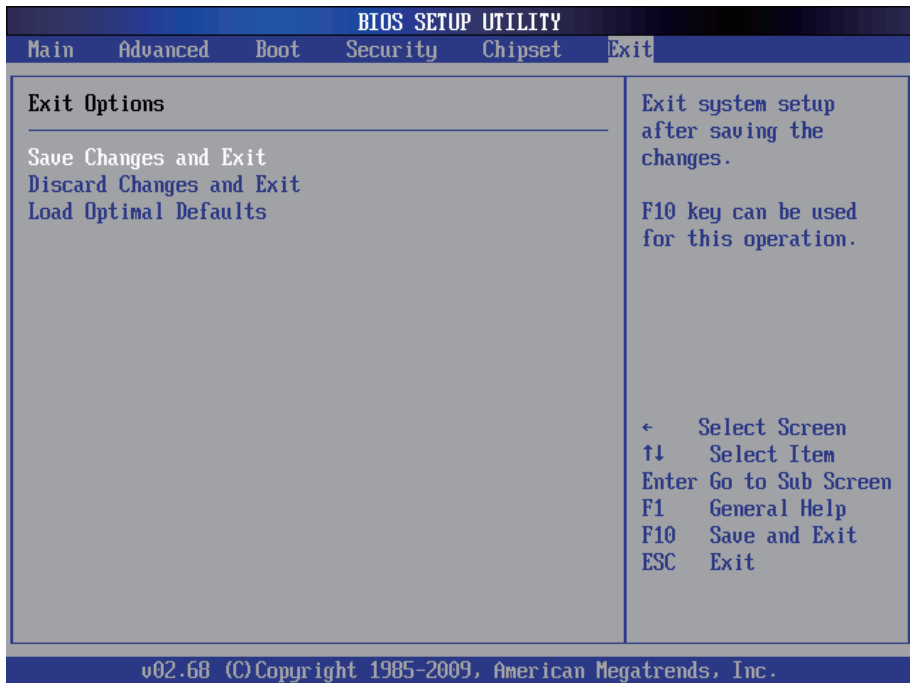 BIOS SETUP UTILITY
Main Advanced Boot Security Chipset Exit
Exit Options
Save Changes and Exit
Discard Changes and Exit
Load Optimal Defaults
Exit system setup
after saving the
changes.
F10 key can be used
for this operation.
← Select Screen
↑↓ Select Item
Enter Go to Sub Screen
F1 General Help
F10 Save and Exit
ESC Exit
v02.68 (C)Copyright 1985-2009, American Megatrends, Inc.